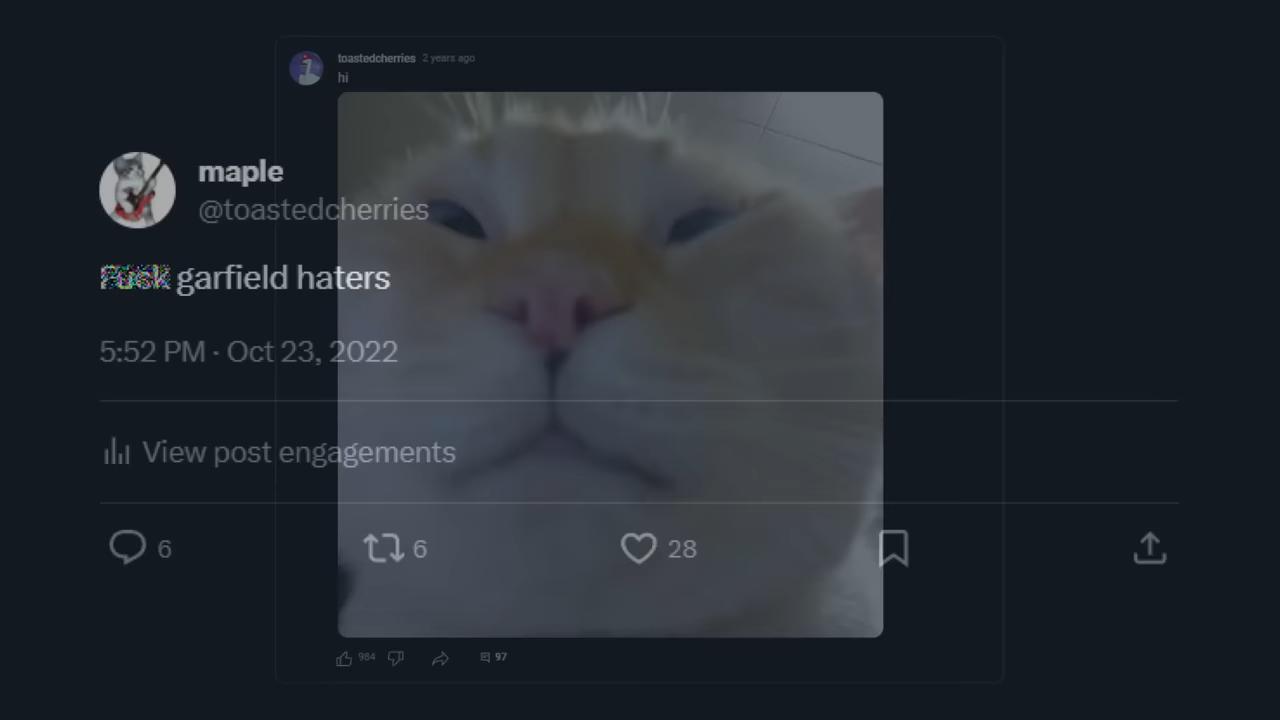 toastedcherries 2 years ago
hi
maple
@toastedcherries
Fuck garfield haters
5:52 PM · Oct 23, 2022
View post engagements
6 6 28
984 97